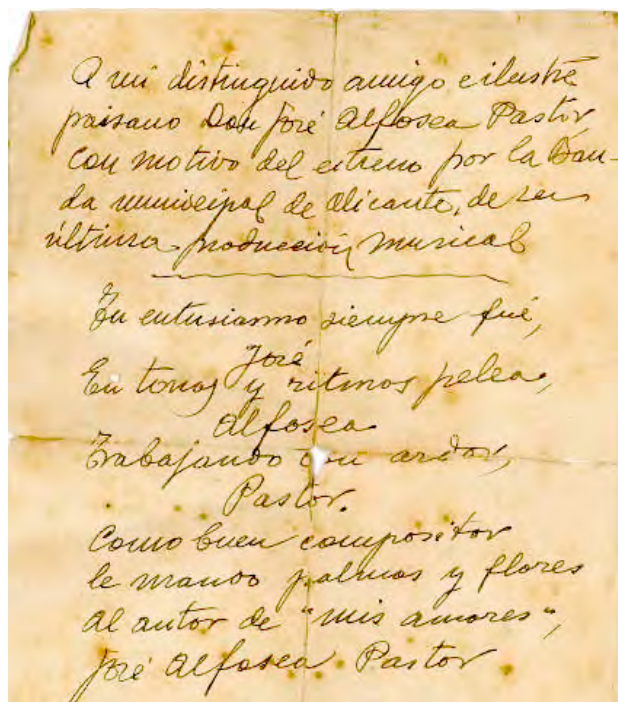 A mi distinguido amigo e ilustre
paisano Don José Alfosea Pastor
con motivo del estreno por la Ban-
da municipal de Alicante, de su
última producción musical
Tu entusiasmo siempre fué,
José
En tonos y ritmos pelea,
Alfosea
Trabajando con ardor,
Pastor.
Como buen compositor
le mando palmas y flores
al autor de "mis amores",
José Alfosea Pastor